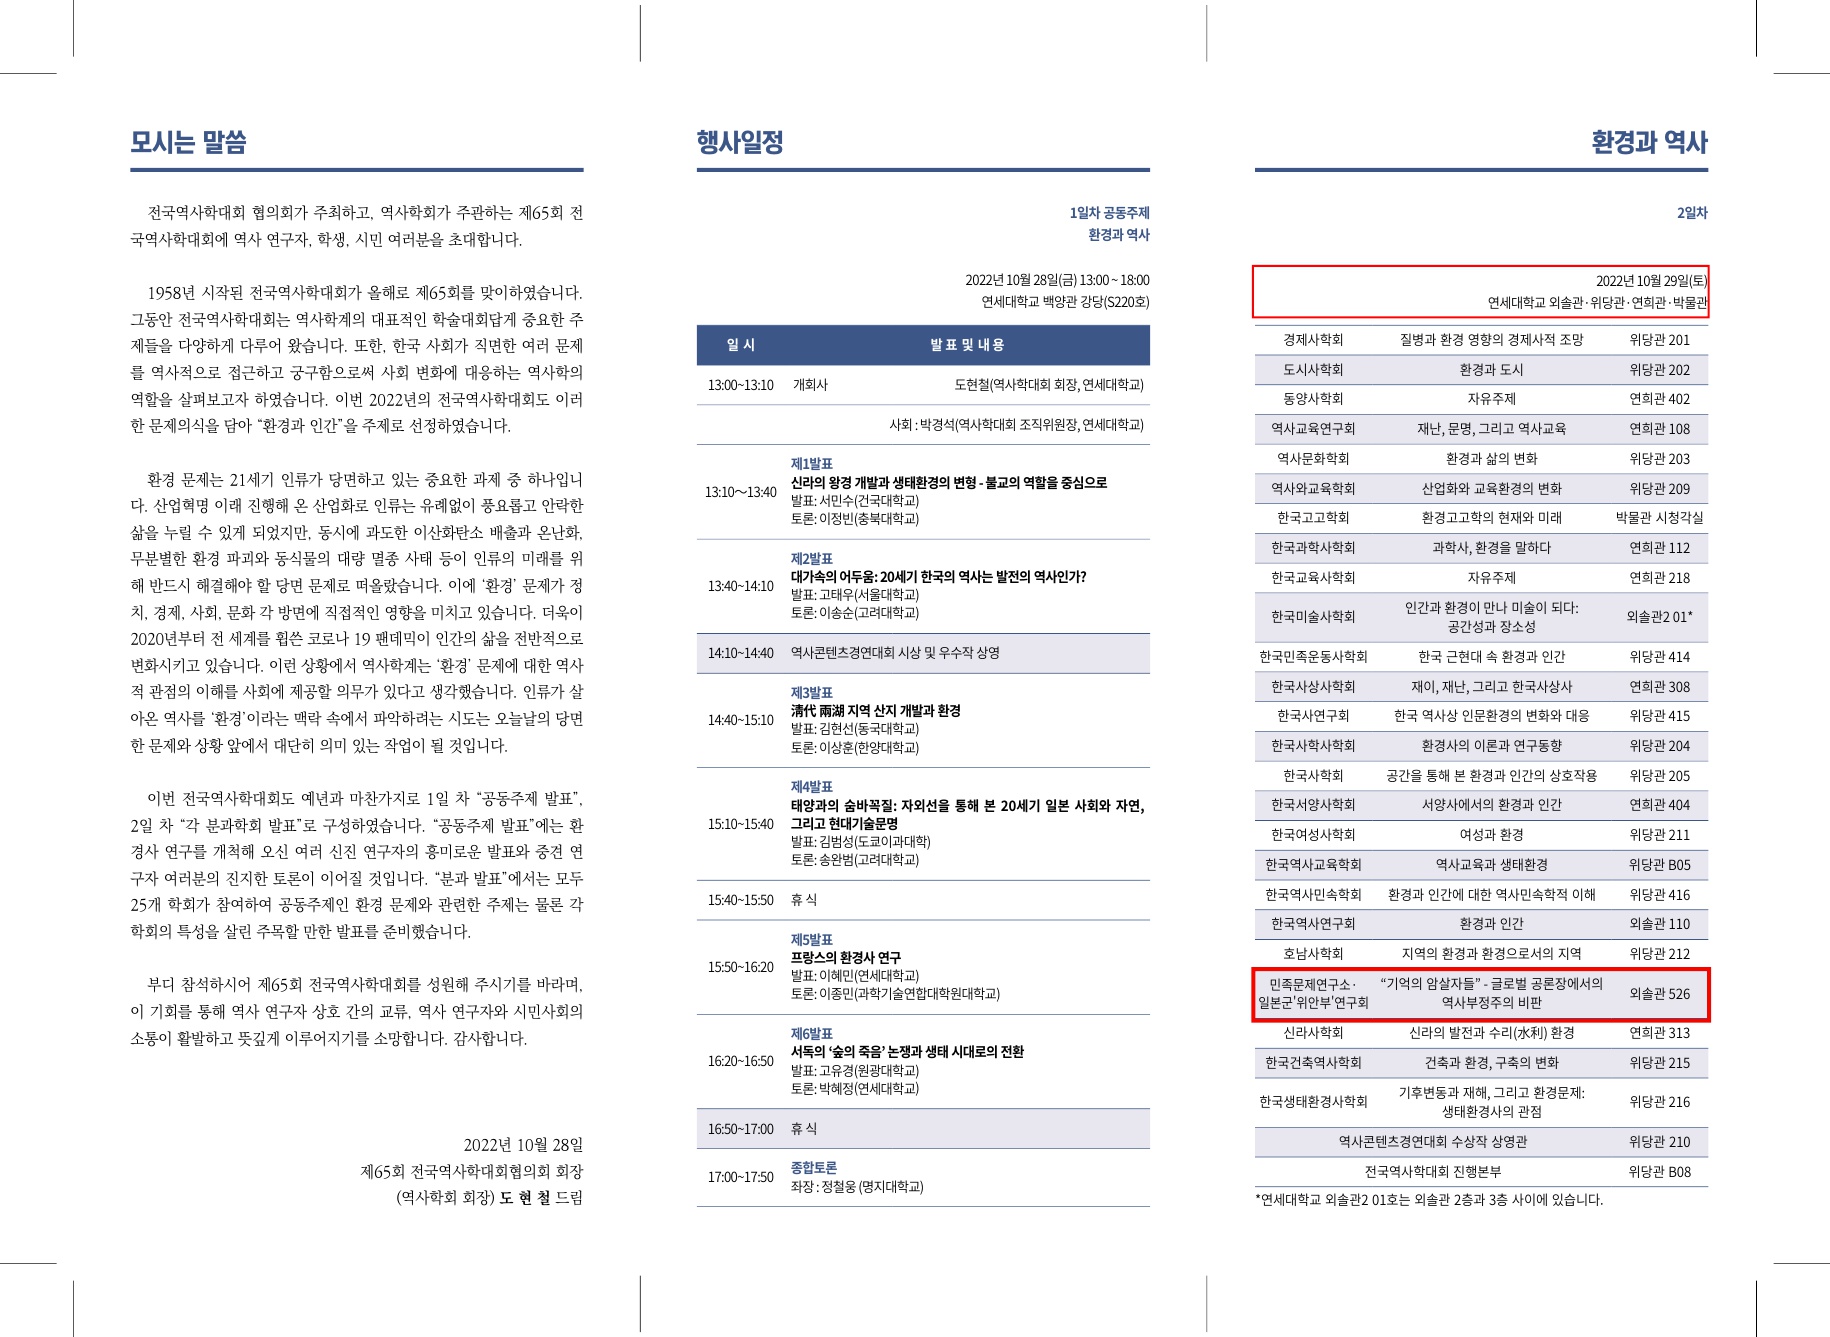 모시는 말씀
전국역사학대회 협의회가 주최하고, 역사학회가 주관하는 제65회 전
국역사학대회에 역사 연구자, 학생, 시민 여러분을 초대합니다.
1958년 시작된 전국역사학대회가 올해로 제65회를 맞이하였습니다.
그동안 전국역사학대회는 역사학계의 대표적인 학술대회답게 중요한 주
제들을 다양하게 다루어 왔습니다. 또한, 한국 사회가 직면한 여러 문제
를 역사적으로 접근하고 궁구함으로써 사회 변화에 대응하는 역사학의
역할을 살펴보고자 하였습니다. 이번 2022년의 전국역사학대회도 이러
한 문제의식을 담아 “환경과 인간”을 주제로 선정하였습니다.
환경 문제는 21세기 인류가 당면하고 있는 중요한 과제 중 하나입니
다. 산업혁명 이래 진행해 온 산업화로 인류는 유례없이 풍요롭고 안락한
삶을 누릴 수 있게 되었지만, 동시에 과도한 이산화탄소 배출과 온난화,
무분별한 환경 파괴와 동식물의 대량 멸종 사태 등이 인류의 미래를 위
해 반드시 해결해야 할 당면 문제로 떠올랐습니다. 이에 ‘환경’ 문제가 정
치, 경제, 사회, 문화 각 방면에 직접적인 영향을 미치고 있습니다. 더욱이
2020년부터 전 세계를 휩쓴 코로나 19 팬데믹이 인간의 삶을 전반적으로
변화시키고 있습니다. 이런 상황에서 역사학계는 ‘환경’ 문제에 대한 역사
적 관점의 이해를 사회에 제공할 의무가 있다고 생각했습니다. 인류가 살
아온 역사를 ‘환경’이라는 맥락 속에서 파악하려는 시도는 오늘날의 당면
한 문제와 상황 앞에서 대단히 의미 있는 작업이 될 것입니다.
이번 전국역사학대회도 예년과 마찬가지로 1일 차 “공동주제 발표”,
2일 차 “각 분과학회 발표”로 구성하였습니다. “공동주제 발표”에는 환
경사 연구를 개척해 오신 여러 신진 연구자의 흥미로운 발표와 중견 연
구자 여러분의 진지한 토론이 이어질 것입니다. “분과 발표”에서는 모두
25개 학회가 참여하여 공동주제인 환경 문제와 관련한 주제는 물론 각
학회의 특성을 살린 주목할 만한 발표를 준비했습니다.
부디 참석하시어 제65회 전국역사학대회를 성원해 주시기를 바라며,
이 기회를 통해 역사 연구자 상호 간의 교류, 역사 연구자와 시민사회의
소통이 활발하고 뜻깊게 이루어지기를 소망합니다. 감사합니다.
2022년 10월 28일
제65회 전국역사학대회협의회 회장
(역사학회 회장) 도 현 철 드림
행사일정
1일차 공동주제
환경과 역사
2022년 10월 28일(금) 13:00 ~ 18:00
연세대학교 백양관 강당(S220호)
일 시 발 표 및 내 용
13:00~13:10 개회사 도현철(역사학대회 회장, 연세대학교)
사회 : 박경석(역사학대회 조직위원장, 연세대학교)
제1발표
신라의 왕경 개발과 생태환경의 변형 - 불교의 역할을 중심으로
13:10～13:40
발표: 서민수(건국대학교)
토론: 이정빈(충북대학교)
제2발표
대가속의 어두움: 20세기 한국의 역사는 발전의 역사인가?
13:40~14:10
발표: 고태우(서울대학교)
토론: 이송순(고려대학교)
14:10~14:40 역사콘텐츠경연대회 시상 및 우수작 상영
제3발표
淸代 兩湖 지역 산지 개발과 환경
14:40~15:10
발표: 김현선(동국대학교)
토론: 이상훈(한양대학교)
제4발표
태양과의 숨바꼭질: 자외선을 통해 본 20세기 일본 사회와 자연,
그리고 현대기술문명
15:10~15:40
발표: 김범성(도쿄이과대학)
토론: 송완범(고려대학교)
15:40~15:50 휴 식
제5발표
프랑스의 환경사 연구
15:50~16:20
발표: 이혜민(연세대학교)
토론: 이종민(과학기술연합대학원대학교)
제6발표
서독의 ‘숲의 죽음’ 논쟁과 생태 시대로의 전환
16:20~16:50
발표: 고유경(원광대학교)
토론: 박혜정(연세대학교)
16:50~17:00 휴 식
종합토론
17:00~17:50
좌장 : 정철웅 (명지대학교)
환경과 역사
2일차
2022년 10월 29일(토)
연세대학교 외솔관·위당관·연희관·박물관
경제사학회 질병과 환경 영향의 경제사적 조망 위당관 201
도시사학회 환경과 도시 위당관 202
동양사학회 자유주제 연희관 402
역사교육연구회 재난, 문명, 그리고 역사교육 연희관 108
역사문화학회 환경과 삶의 변화 위당관 203
역사와교육학회 산업화와 교육환경의 변화 위당관 209
한국고고학회 환경고고학의 현재와 미래 박물관 시청각실
한국과학사학회 과학사, 환경을 말하다 연희관 112
한국교육사학회 자유주제 연희관 218
한국미술사학회 인간과 환경이 만나 미술이 되다: 외솔관2 01*
공간성과 장소성
한국민족운동사학회 한국 근현대 속 환경과 인간 위당관 414
한국사상사학회 재이, 재난, 그리고 한국사상사 연희관 308
한국사연구회 한국 역사상 인문환경의 변화와 대응 위당관 415
한국사학사학회 환경사의 이론과 연구동향 위당관 204
한국사학회 공간을 통해 본 환경과 인간의 상호작용 위당관 205
한국서양사학회 서양사에서의 환경과 인간 연희관 404
한국여성사학회 여성과 환경 위당관 211
한국역사교육학회 역사교육과 생태환경 위당관 B05
한국역사민속학회 환경과 인간에 대한 역사민속학적 이해 위당관 416
한국역사연구회 환경과 인간 외솔관 110
호남사학회 지역의 환경과 환경으로서의 지역 위당관 212
민족문제연구소· “기억의 암살자들” - 글로벌 공론장에서의 외솔관 526
일본군'위안부'연구회 역사부정주의 비판
신라사학회 신라의 발전과 수리(水利) 환경 연희관 313
한국건축역사학회 건축과 환경, 구축의 변화 위당관 215
한국생태환경사학회 기후변동과 재해, 그리고 환경문제: 위당관 216
생태환경사의 관점
역사콘텐츠경연대회 수상작 상영관 위당관 210
전국역사학대회 진행본부 위당관 B08
*연세대학교 외솔관2 01호는 외솔관 2층과 3층 사이에 있습니다.